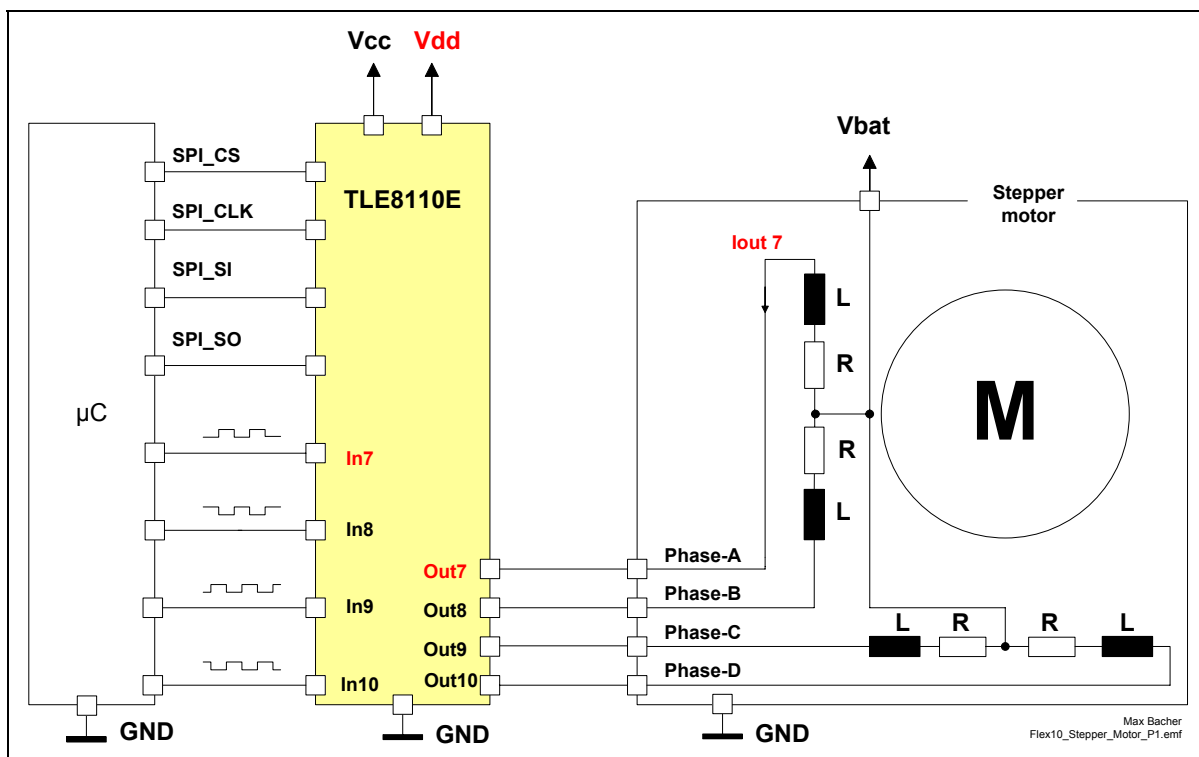 Vcc Vdd
Vbat
SPI_CS
TLE8110E
Stepper
motor
SPI_CLK
Iout 7
SPI_SI
L
SPI_SO
R
µC
M
R
In7
L
In8
Phase-A
Out7
In9
Out8
Phase-B
Out9
Phase-C
L R R L
In10
Out10
Phase-D
GND
GND
GND
Max Bacher
Flex10_Stepper_Motor_P1.emf